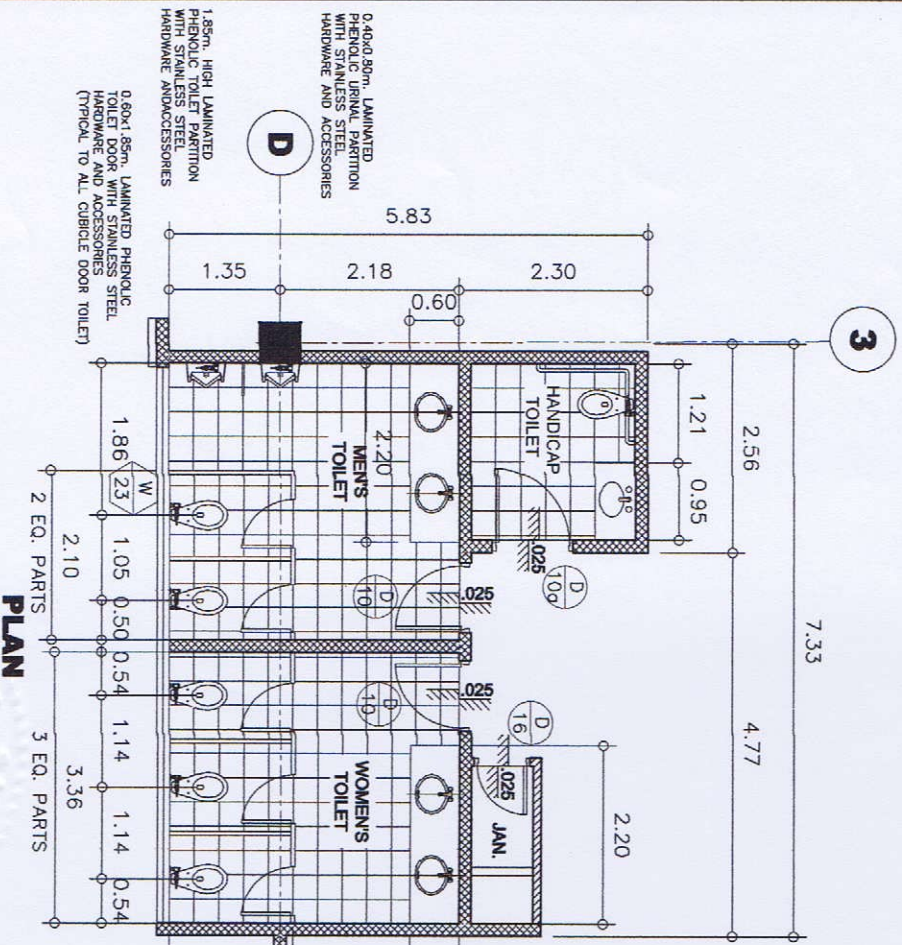 0.40x0.80m. LAMINATED
PHENOLIC URINAL PARTITION
WITH STAINLESS STEEL
HARDWARE AND ACCESSORIES
1.85m. HIGH LAMINATED
PHENOLIC TOILET PARTITION
WITH STAINLESS STEEL
HARDWARE ANDACCESSORIES
0.60x1.85m. LAMINATED PHENOLIC
TOILET DOOR WITH STAINLESS STEEL
HARDWARE AND ACCESSORIES
(TYPICAL TO ALL CUBICLE DOOR TOILET)
D
3
5.83
1.35
2.18
2.30
0.60
7.33
2.56
4.77
1.21
0.95
2.20
HANDICAP
TOILET
MEN'S
TOILET
2.20
WOMEN'S
TOILET
JAN.
D
10a
.025
D
10
.025
D
10
.025
D
16
.025
W
23
1.86
1.05
0.50
0.54
1.14
1.14
0.54
2.10
2 EQ. PARTS
3.36
3 EQ. PARTS
PLAN